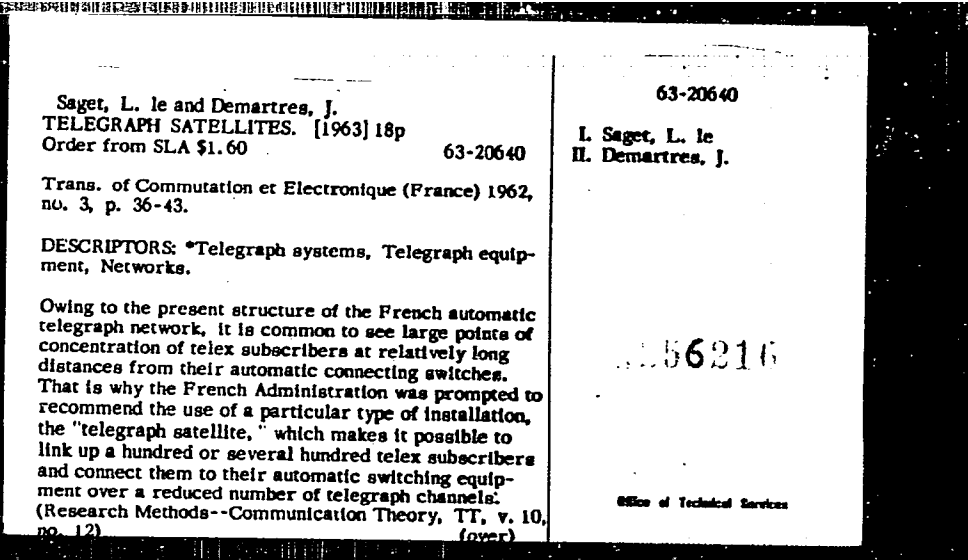 Saget, L. le and Demartres, J.
TELEGRAPH SATELLITES. [1963] 18p
Order from SLA $1.60 63-20640
Trans. of Commutation et Electronique (France) 1962,
no. 3, p. 36-43.
DESCRIPTORS: *Telegraph systems, Telegraph equip-
ment, Networks.
Owing to the present structure of the French automatic
telegraph network, it is common to see large points of
concentration of telex subscribers at relatively long
distances from their automatic connecting switches.
That is why the French Administration was prompted to
recommend the use of a particular type of installation,
the "telegraph satellite, " which makes it possible to
link up a hundred or several hundred telex subscribers
and connect them to their automatic switching equip-
ment over a reduced number of telegraph channels.
(Research Methods--Communication Theory, TT, v. 10,
no. 12) (over)
63-20640
I. Saget, L. le
II. Demartres, J.
56216
Office of Technical Services